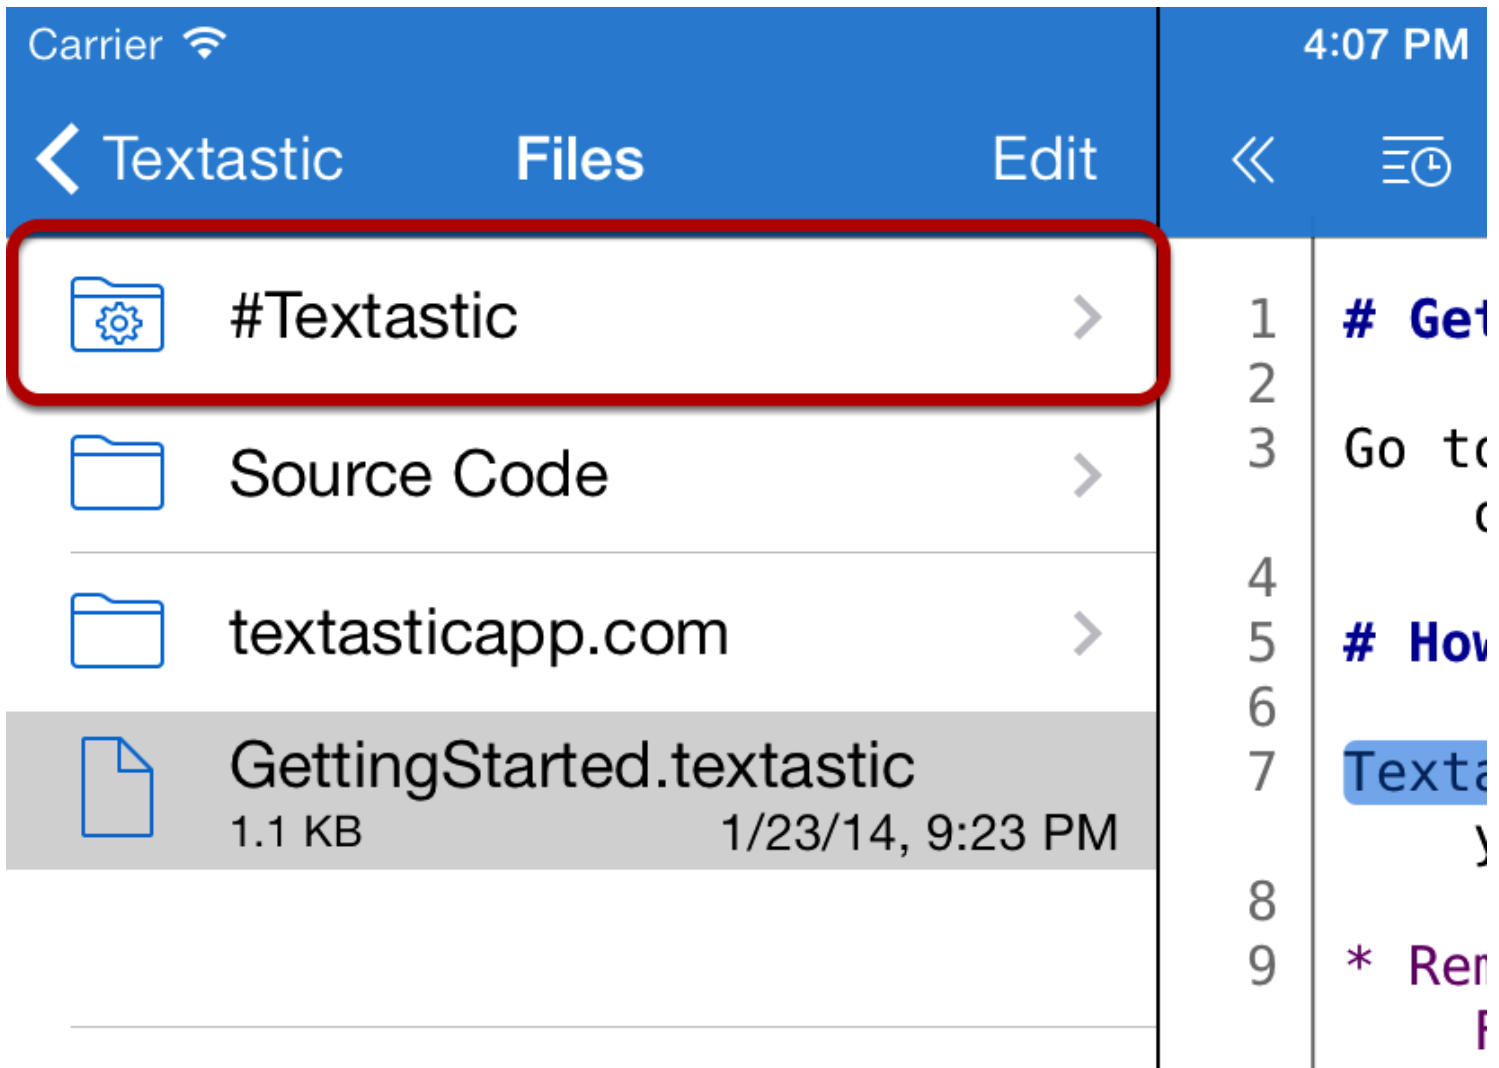 Carrier
4:07 PM
Textastic Files Edit
#Textastic
Source Code
textasticapp.com
GettingStarted.textastic
1.1 KB 1/23/14, 9:23 PM
1 #
2
3 Go
4
5 #
6
7
8
9 *